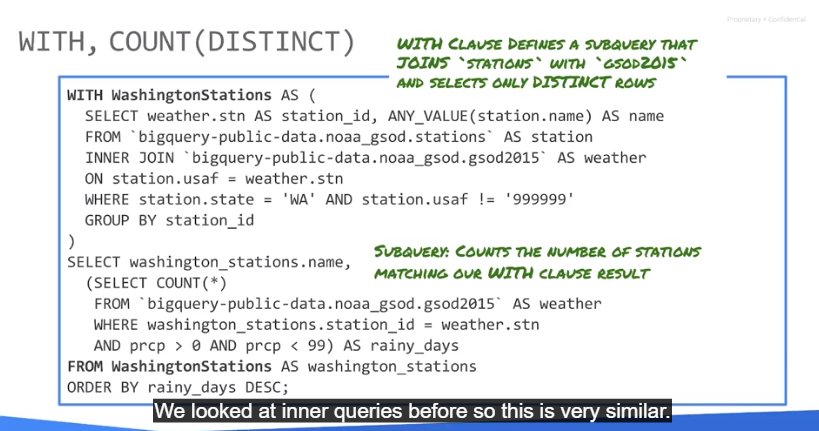 Proprietary + Confidential
WITH, COUNT(DISTINCT)
WITH CLAUSE DEFINES A SUBQUERY THAT
JOINS `STATIONS` WITH `GSOD2015`
AND SELECTS ONLY DISTINCT ROWS
WITH WashingtonStations AS (
SELECT weather.stn AS station_id, ANY_VALUE(station.name) AS name
FROM `bigquery-public-data.noaa_gsod.stations` AS station
INNER JOIN `bigquery-public-data.noaa_gsod.gsod2015` AS weather
ON station.usaf = weather.stn
WHERE station.state = 'WA' AND station.usaf != '999999'
GROUP BY station_id
)
SUBQUERY: COUNTS THE NUMBER OF STATIONS
MATCHING OUR WITH CLAUSE RESULT
SELECT washington_stations.name,
(SELECT COUNT(*)
FROM `bigquery-public-data.noaa_gsod.gsod2015` AS weather
WHERE washington_stations.station_id = weather.stn
AND prcp > 0 AND prcp < 99) AS rainy_days
FROM WashingtonStations AS washington_stations
ORDER BY rainy_days DESC;
We looked at inner queries before so this is very similar.